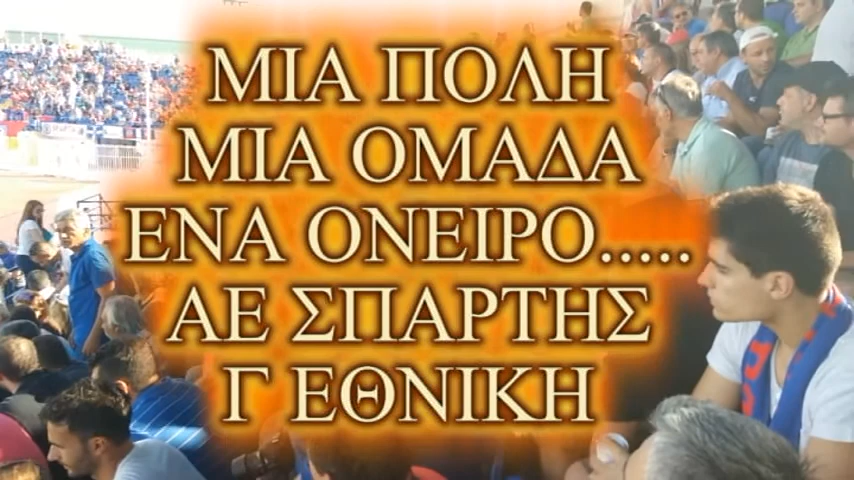 ΜΙΑ ΠΟΛΗ
ΜΙΑ ΟΜΑΔΑ
ΕΝΑ ΟΝΕΙΡΟ.....
ΑΕ ΣΠΑΡΤΗΣ
Γ ΕΘΝΙΚΗ